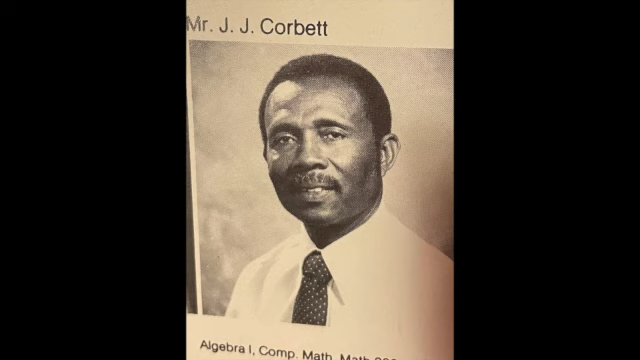 Mr. J. J. Corbett
Algebra I, Comp. Math, Math